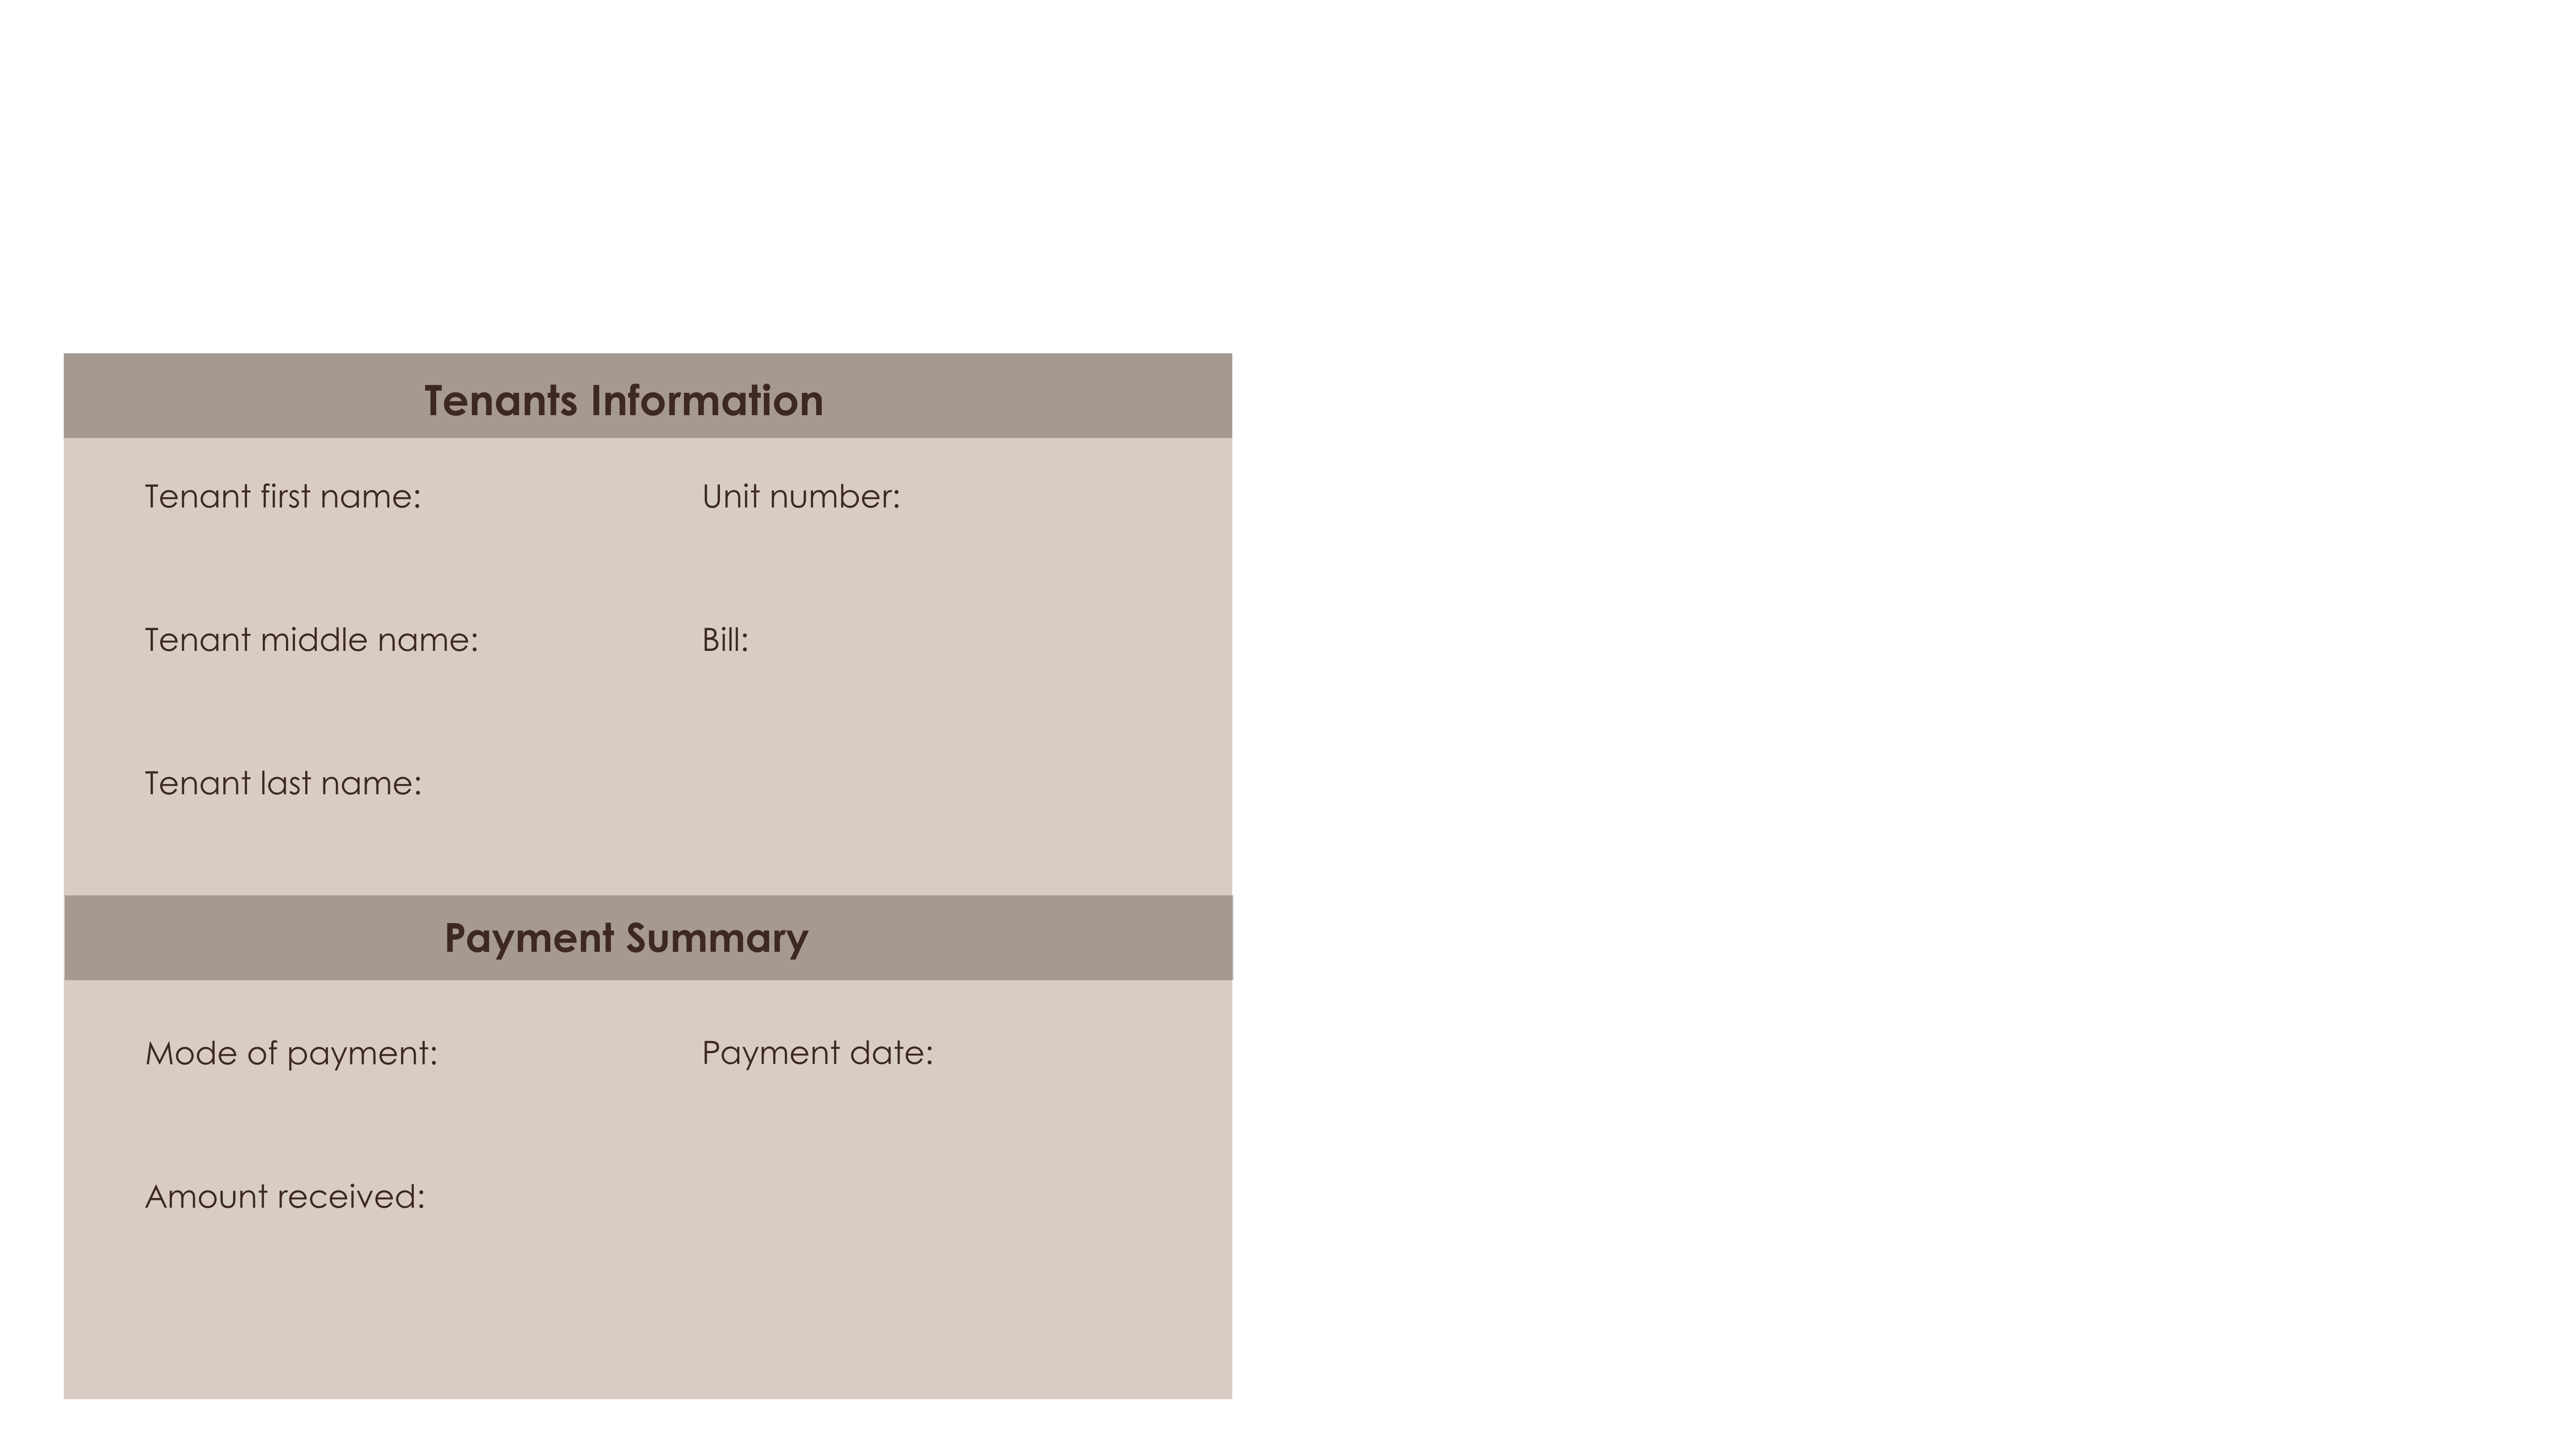 Tenants Information
Tenant first name:
Unit number:
Tenant middle name:
Bill:
Tenant last name:
Payment Summary
Mode of payment:
Payment date:
Amount received: